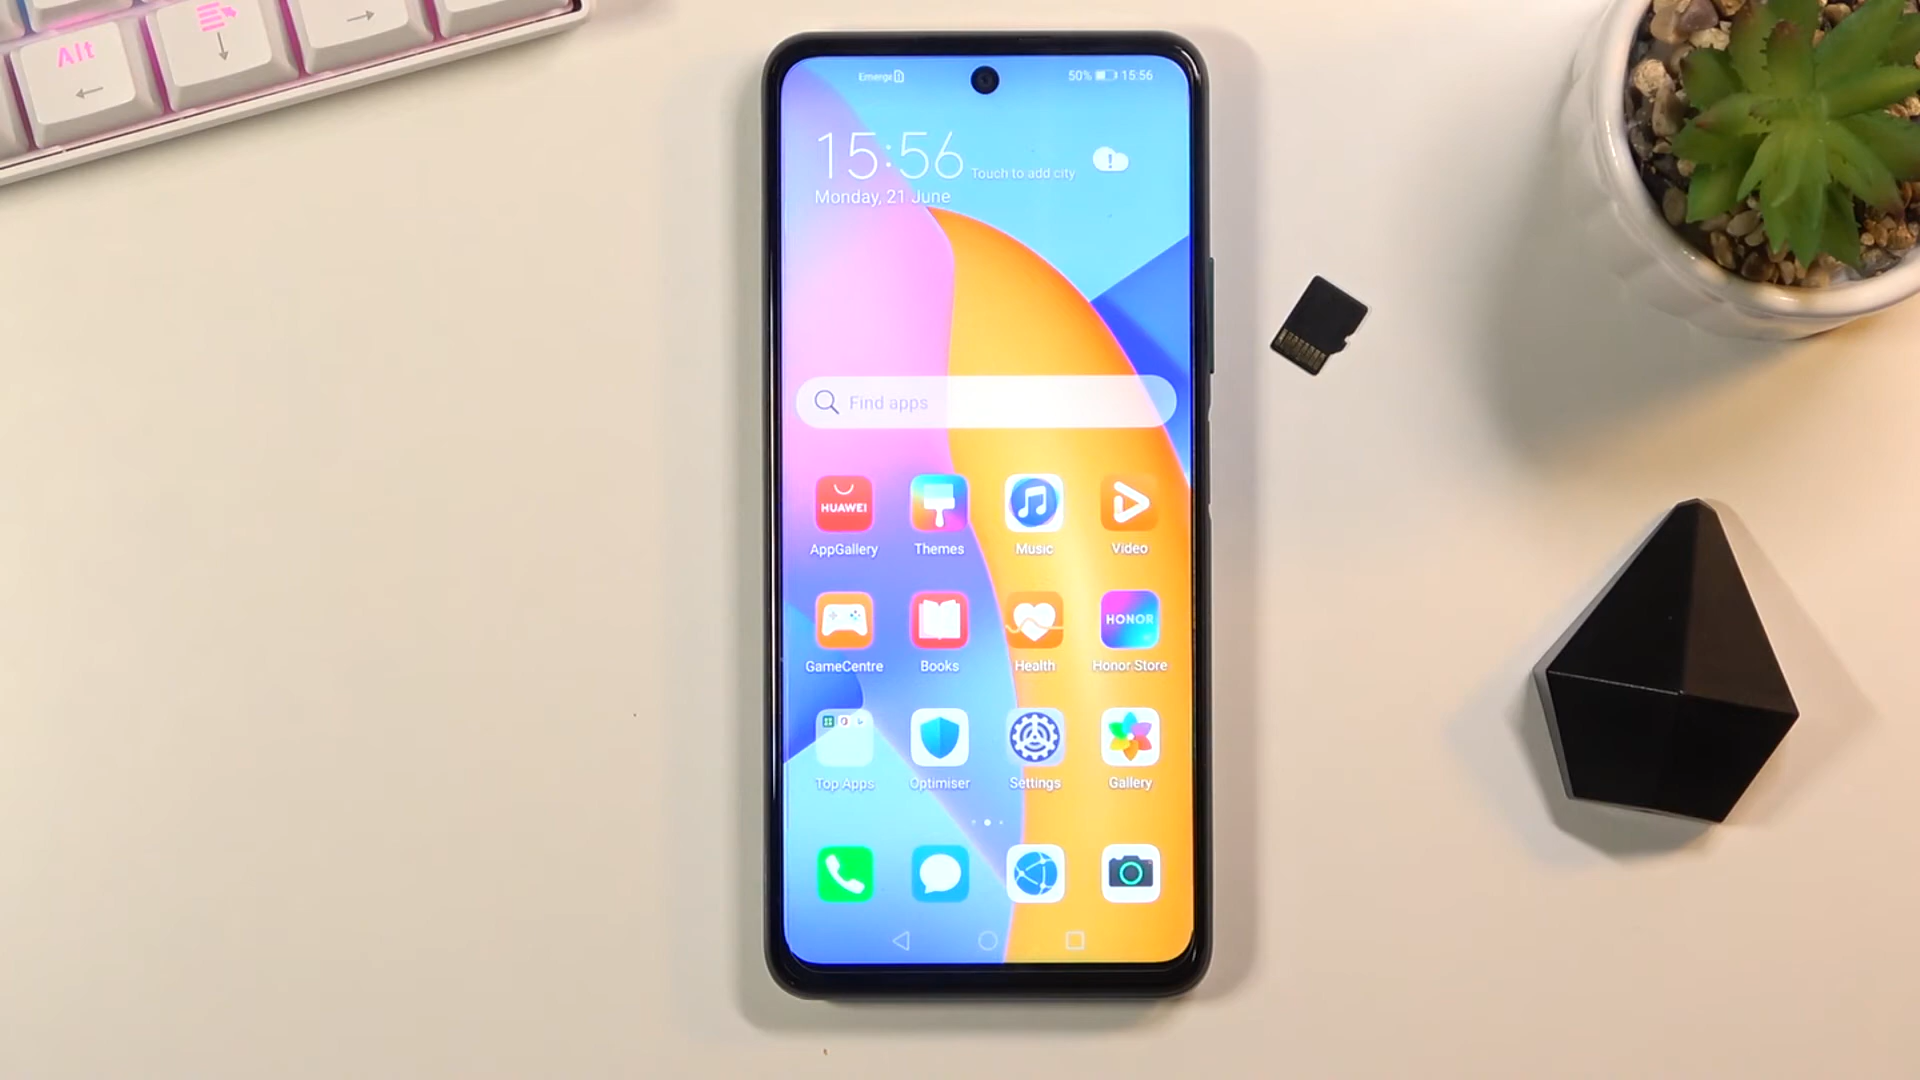 Alt
Emerge
50% 15:56
15:56
Touch to add city
Monday, 21 June
Find apps
HUAWEI
AppGallery
Themes
Music
Video
HONOR
GameCentre
Books
Health
Honor Store
Top Apps
Optimiser
Settings
Gallery